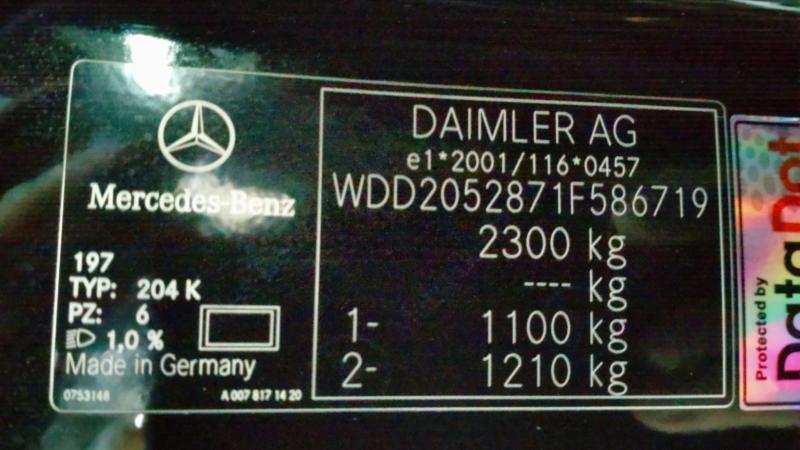 Mercedes-Benz
197
TYP: 204 K
PZ: 6
1,0 %
Made in Germany
0753148
A 007 817 14 20
DAIMLER AG
e1*2001/116*0457
WDD2052871F586719
2300 kg
---- kg
1- 1100 kg
2- 1210 kg
Protected by
DataDot